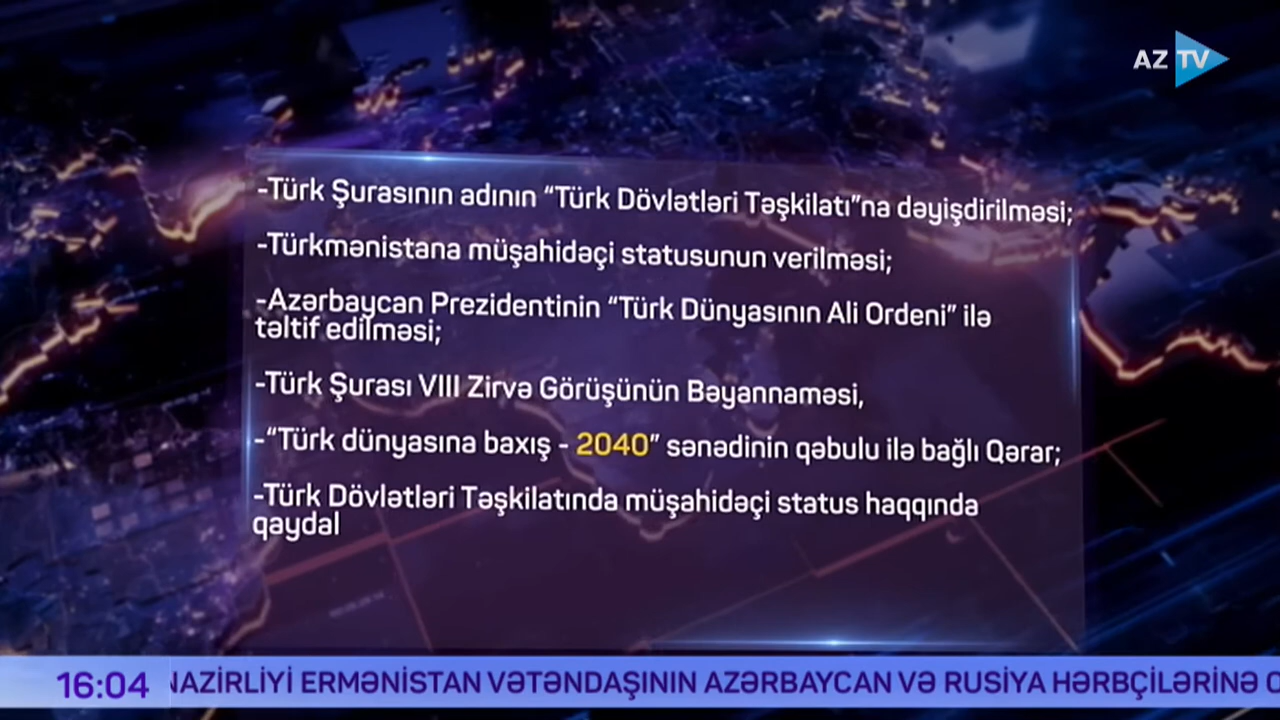 AZ TV
-Türk Şurasının adının “Türk Dövlətləri Təşkilatı”na dəyişdirilməsi;
-Türkmənistana müşahidəçi statusunun verilməsi;
-Azərbaycan Prezidentinin “Türk Dünyasının Ali Ordeni” ilə
təltif edilməsi;
-Türk Şurası VIII Zirvə Görüşünün Bəyannaməsi,
-“Türk dünyasına baxış - 2040” sənədinin qəbulu ilə bağlı Qərar;
-Türk Dövlətləri Təşkilatında müşahidəçi status haqqında
qaydal
16:04 NAZİRLİYİ ERMƏNİSTAN VƏTƏNDAŞININ AZƏRBAYCAN VƏ RUSİYA HƏRBÇİLƏRİNƏ